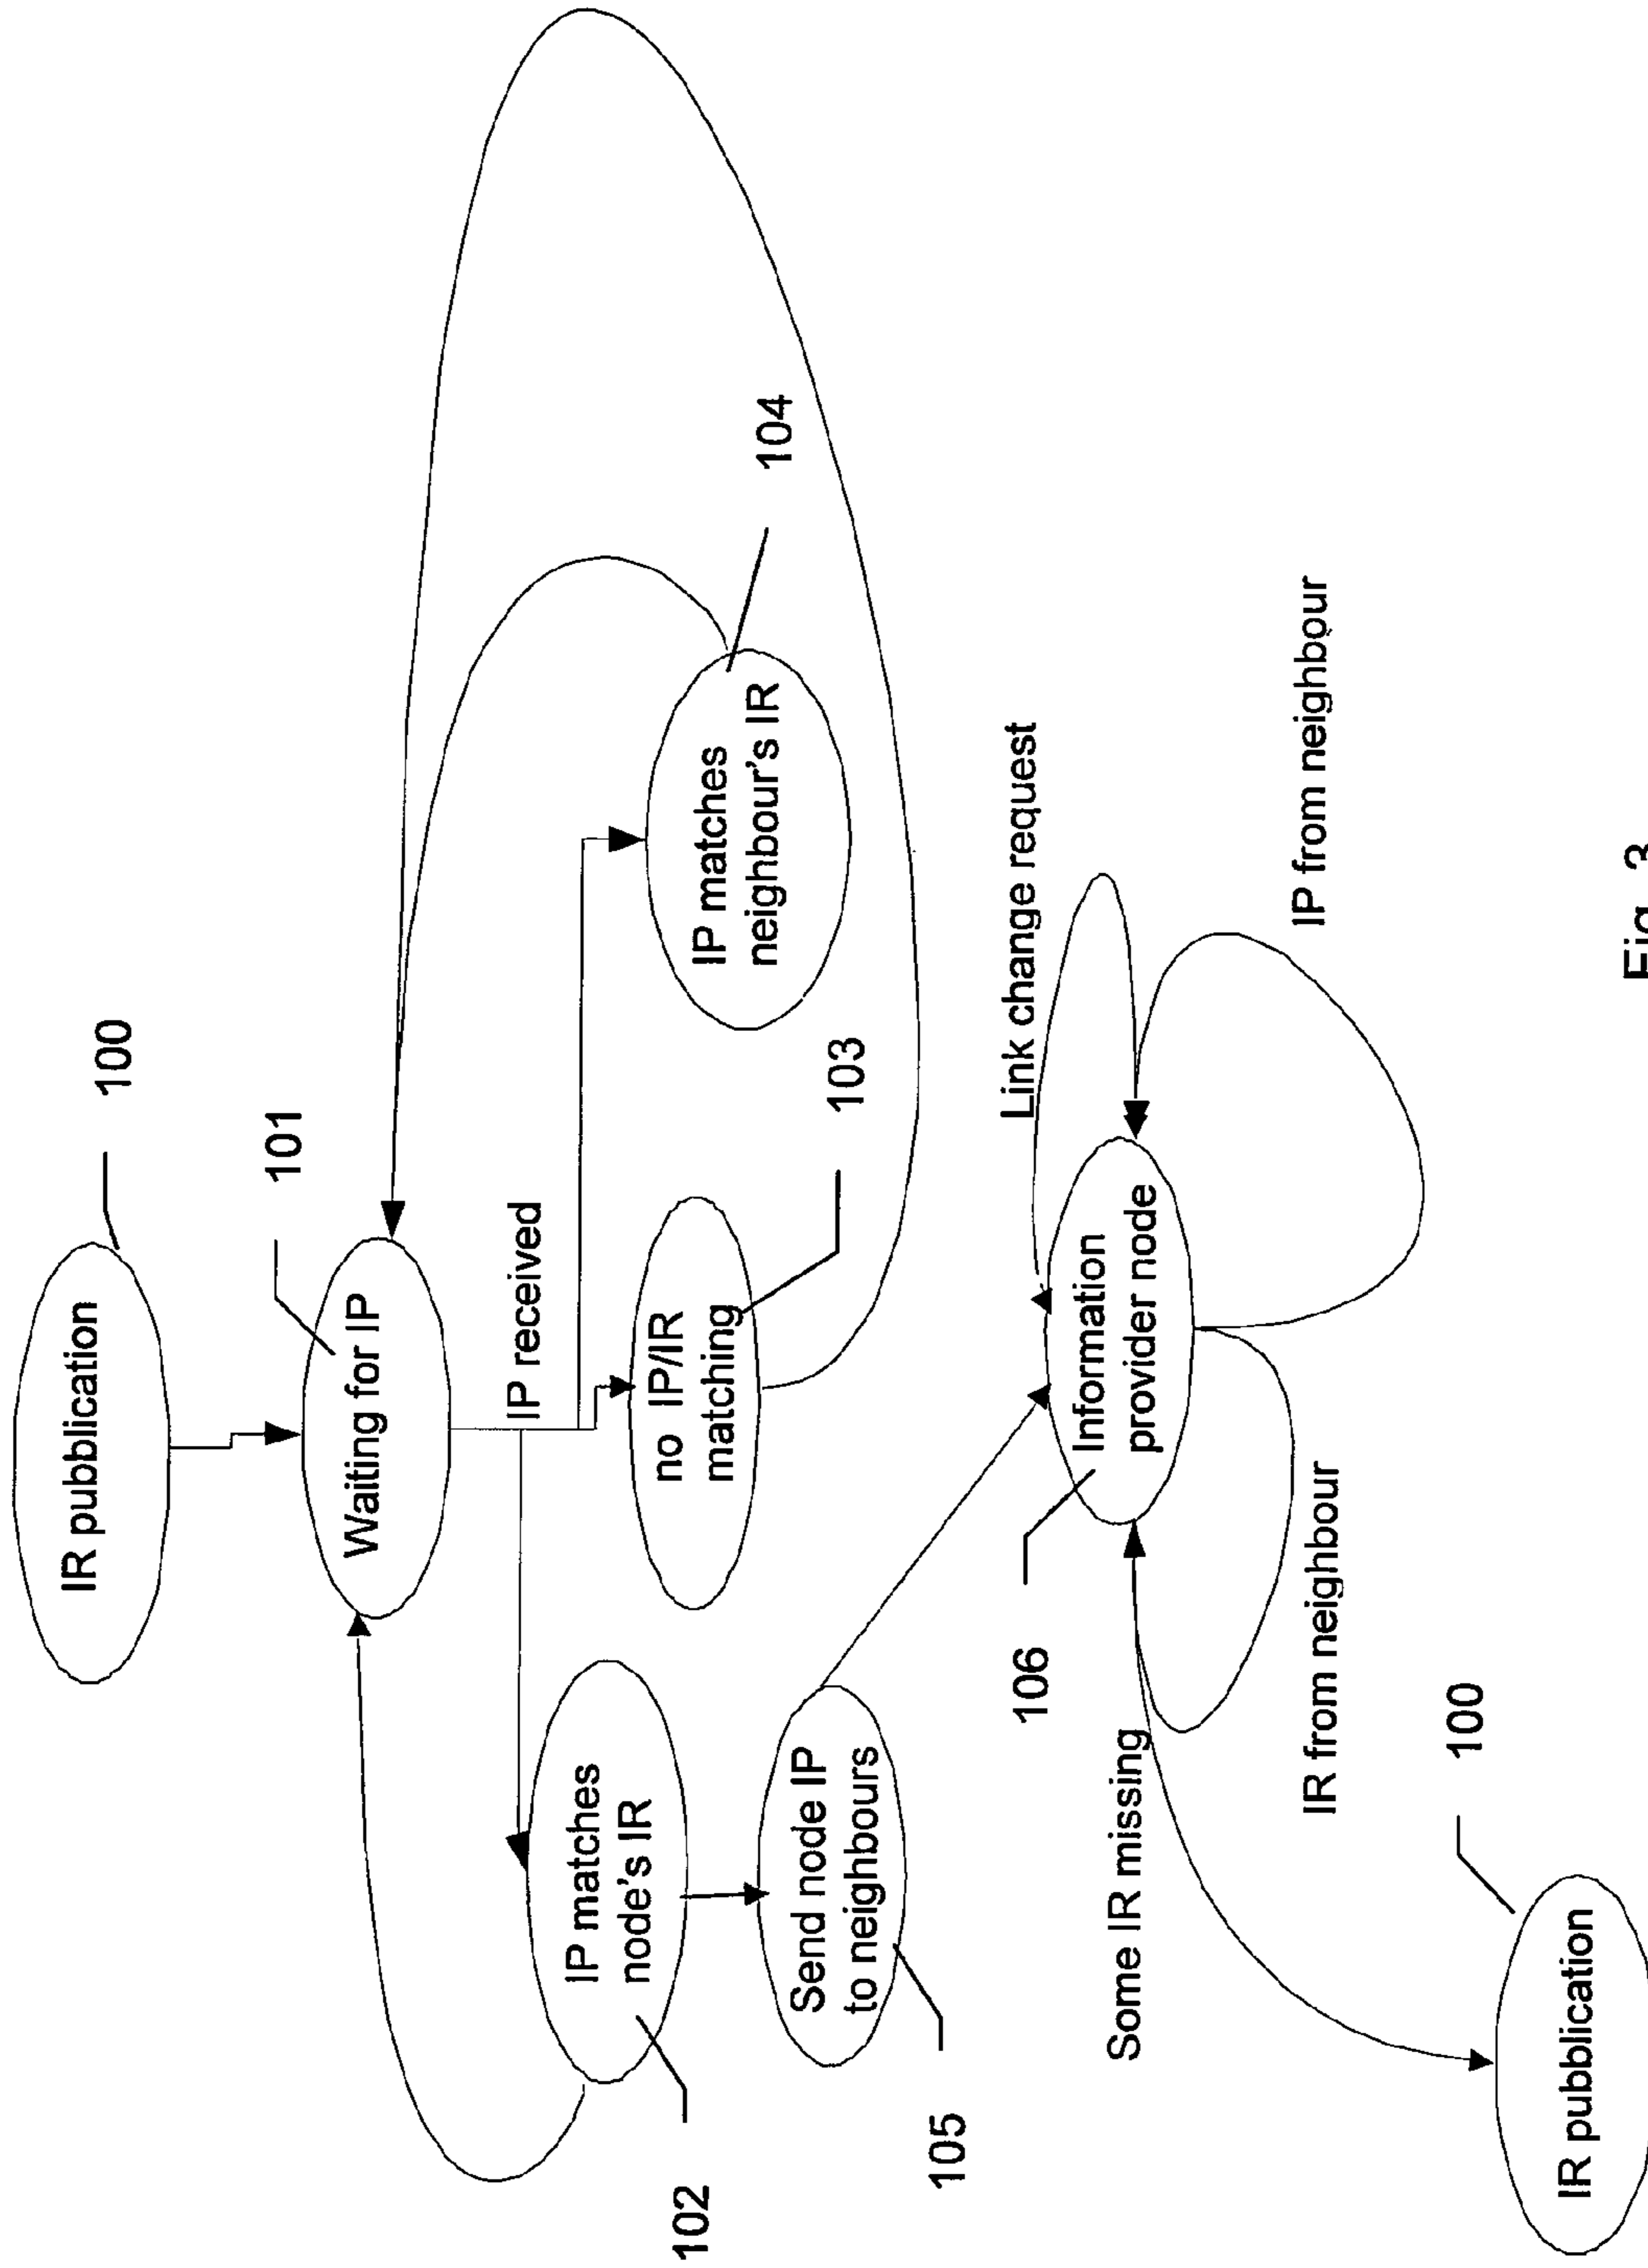 IR pubblication
100
101
Waiting for IP
IP received
IP matches
node's IR
no IP/IR
matching
IP matches
neighbour's IR
104
103
102
Send node IP
to neighbours
105
Link change request
106
Information
provider node
Some IR missing
IR from neighbour
IP from neighbour
100
IR pubblication
Fig. 3